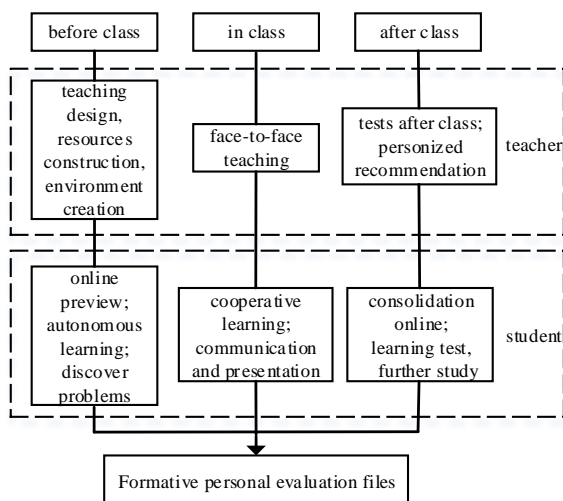 before class
in class
after class
teaching
design,
resources
construction,
environment
creation
face-to-face
teaching
tests after class;
personized
recommendation
teacher
online
preview;
autonomous
learning;
discover
problems
cooperative
learning;
communication
and presentation
consolidation
online;
learning test,
further study
student
Formative personal evaluation files